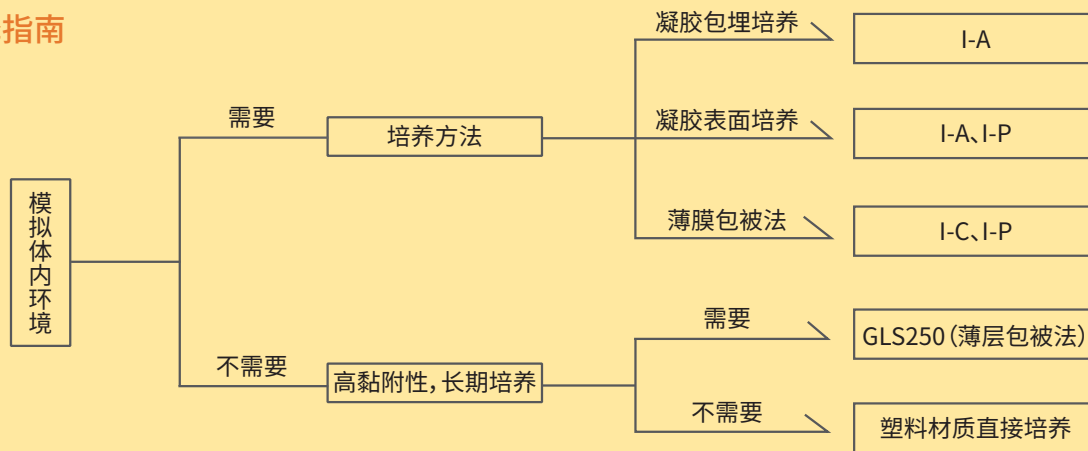 指南
模拟体内环境
需要
培养方法
凝胶包埋培养
I-A
凝胶表面培养
I-A、I-P
薄膜包被法
I-C、I-P
不需要
高黏附性，长期培养
需要
GLS250（薄层包被法）
不需要
塑料材质直接培养